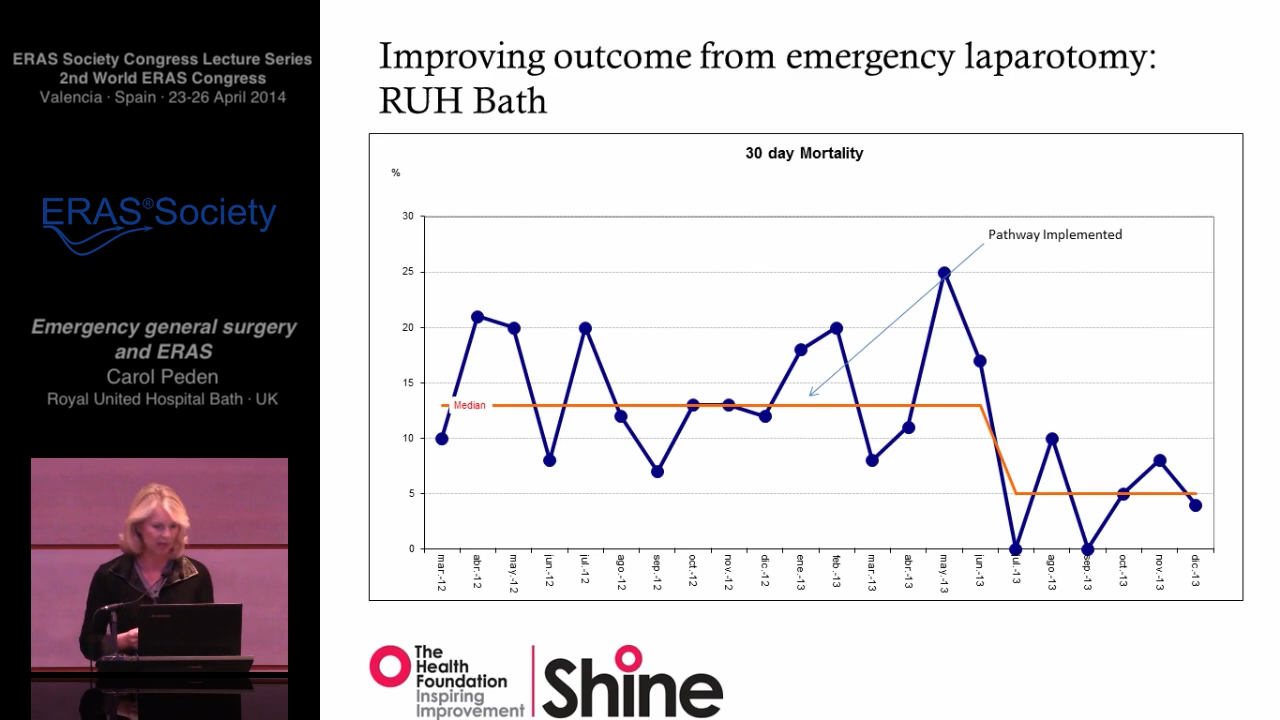 ERAS Society Congress Lecture Series
2nd World ERAS Congress
Valencia · Spain · 23-26 April 2014
ERAS®Society
Emergency general surgery
and ERAS
Carol Peden
Royal United Hospital Bath · UK
Improving outcome from emergency laparotomy:
RUH Bath
30 day Mortality
%
30
25
20
15
10
5
0
Pathway Implemented
Median
mar.-12
abr.-12
may.-12
jun.-12
jul.-12
ago.-12
sep.-12
oct.-12
nov.-12
dic.-12
ene.-13
feb.-13
mar.-13
abr.-13
may.-13
jun.-13
jul.-13
ago.-13
sep.-13
oct.-13
nov.-13
dic.-13
The
Health
Foundation
Inspiring
Improvement
Shine